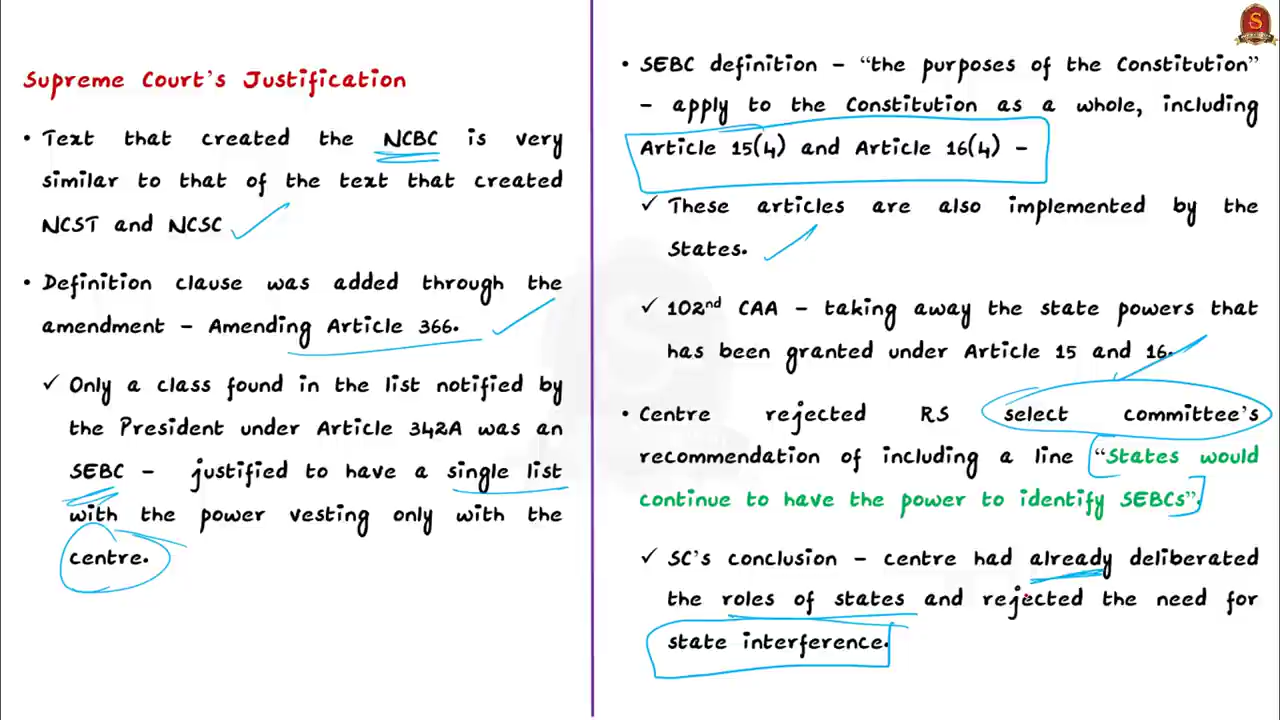 Supreme Court's Justification
• Text that created the NCBC is very
similar to that of the text that created
NCST and NCSC
• Definition clause was added through the
amendment – Amending Article 366.
✓ Only a class found in the list notified by
the President under Article 342A was an
SEBC – justified to have a single list
with the power vesting only with the
centre.
• SEBC definition – "the purposes of the Constitution"
– apply to the Constitution as a whole, including
Article 15(4) and Article 16(4) –
✓ These articles are also implemented by the
States.
✓ 102nd CAA – taking away the state powers that
has been granted under Article 15 and 16.
• Centre rejected RS select committee's
recommendation of including a line "States would
continue to have the power to identify SEBCs".
✓ SC's conclusion – centre had already deliberated
the roles of states and rejected the need for
state interference.